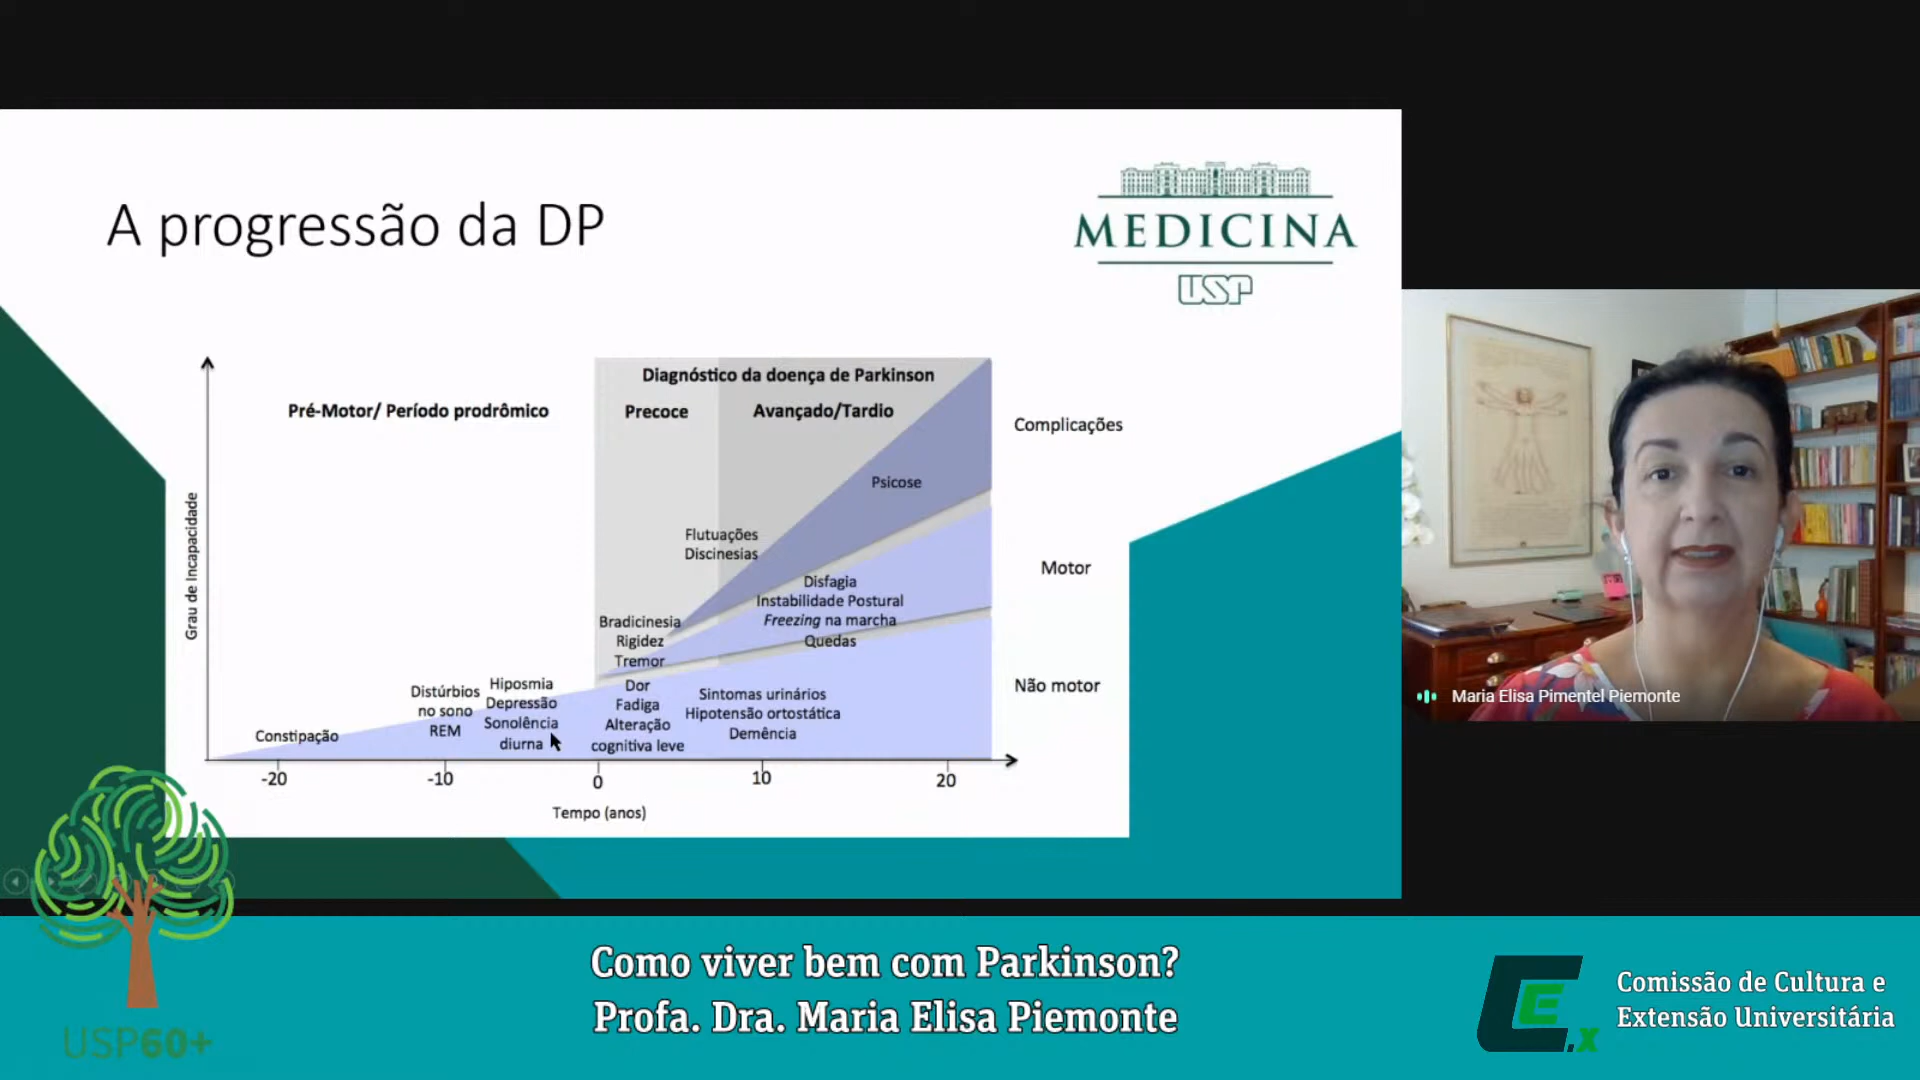 A progressão da DP
MEDICINA
USP
Diagnóstico da doença de Parkinson
Pré-Motor/ Período prodrômico
Precoce
Avançado/Tardio
Complicações
Psicose
Flutuações
Discinesias
Motor
Disfagia
Instabilidade Postural
Freezing na marcha
Quedas
Bradicinesia
Rigidez
Tremor
Não motor
Grau de Incapacidade
Constipação
Distúrbios
no sono
REM
Hiposmia
Depressão
Sonolência
diurna
Dor
Fadiga
Alteração
cognitiva leve
Sintomas urinários
Hipotensão ortostática
Demência
-20
-10
0
10
20
Tempo (anos)
Maria Elisa Pimentel Piemonte
Como viver bem com Parkinson?
Profa. Dra. Maria Elisa Piemonte
USP60+
CEx
Comissão de Cultura e
Extensão Universitária